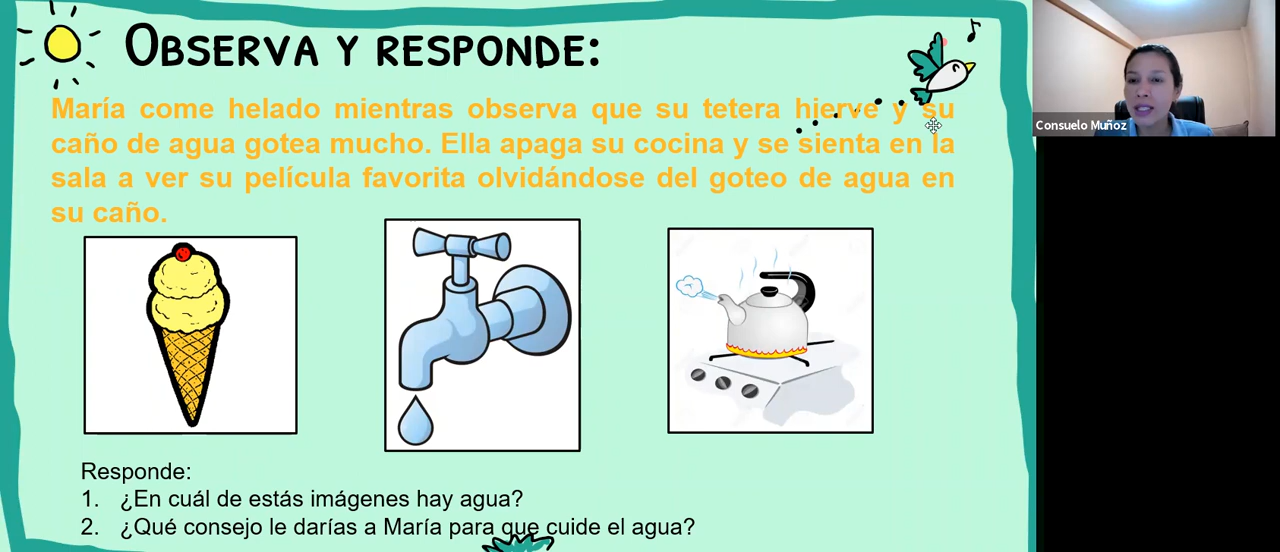 OBSERVA Y RESPONDE:
María come helado mientras observa que su tetera hierve y su
caño de agua gotea mucho. Ella apaga su cocina y se sienta en la
sala a ver su película favorita olvidándose del goteo de agua en
su caño.
Consuelo Muñoz
Responde:
1. ¿En cuál de estás imágenes hay agua?
2. ¿Qué consejo le darías a María para que cuide el agua?